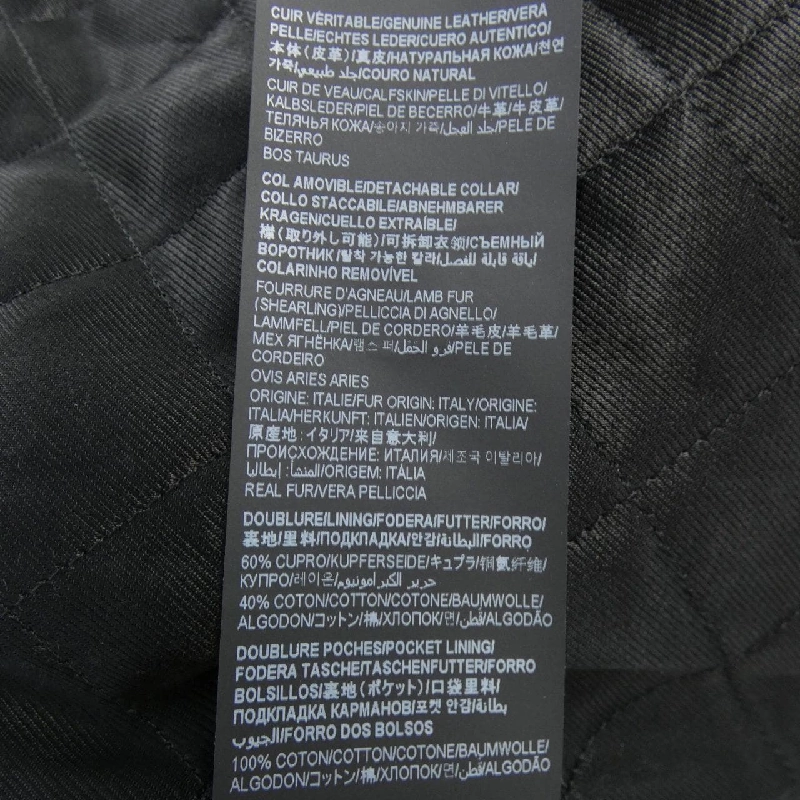 CUIR VÉRITABLE/GENUINE LEATHER/VERA
PELLE/ECHTES LEDER/CUERO AUTENTICO/
本体(皮革)/真皮/НАТУРАЛЬНАЯ КОЖА/천연
가죽/جلد طبيعي/COURO NATURAL
CUIR DE VEAU/CALFSKIN/PELLE DI VITELLO/
KALBSLEDER/PIEL DE BECERRO/牛革/牛皮革/
ТЕЛЯЧЬЯ КОЖА/송아지 가죽/جلد العجل/PELE DE
BIZERRO
BOS TAURUS
COL AMOVIBLE/DETACHABLE COLLAR/
COLLO STACCABILE/ABNEHMBARER
KRAGEN/CUELLO EXTRAÍBLE/
襟(取り外し可能)/可拆卸衣领/СЪЕМНЫЙ
ВОРОТНИК/탈착 가능한 칼라/ياقة قابلة للفصل/
COLARINHO REMOVÍVEL
FOURRURE D'AGNEAU/LAMB FUR
(SHEARLING)/PELLICCIA DI AGNELLO/
LAMMFELL/PIEL DE CORDERO/羊毛皮/羊毛革/
МЕХ ЯГНЁНКА/램스 퍼/فرو الحمل/PELE DE
CORDEIRO
OVIS ARIES ARIES
ORIGINE: ITALIE/FUR ORIGIN: ITALY/ORIGINE:
ITALIA/HERKUNFT: ITALIEN/ORIGEN: ITALIA/
原産地:イタリア/来自意大利/
ПРОИСХОЖДЕНИЕ: ИТАЛИЯ/제조국 이탈리아/
المنشأ: إيطاليا/ORIGEM: ITÁLIA
REAL FUR/VERA PELLICCIA
DOUBLURE/LINING/FODERA/FUTTER/FORRO/
裏地/里料/ПОДКЛАДКА/안감/البطانة/FORRO
60% CUPRO/KUPFERSEIDE/キュプラ/铜氨纤维/
КУПРО/레이온/حرير الكبرامونيوم/
40% COTON/COTTON/COTONE/BAUMWOLLE/
ALGODON/コットン/棉/ХЛОПОК/면/قطن/ALGODÃO
DOUBLURE POCHES/POCKET LINING/
FODERA TASCHE/TASCHENFUTTER/FORRO
BOLSILLOS/裏地(ポケット)/口袋里料/
ПОДКЛАДКА КАРМАНОВ/포켓 안감/بطانة
الجيوب/FORRO DOS BOLSOS
100% COTON/COTTON/COTONE/BAUMWOLLE/
ALGODON/コットン/棉/ХЛОПОК/면/قطن/ALGODÃO